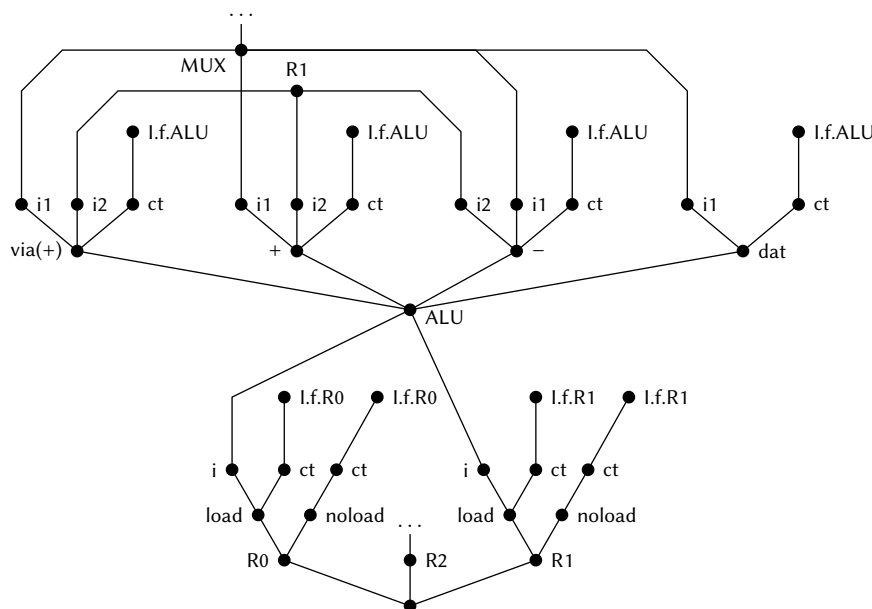 ...
MUX
R1
I.f.ALU I.f.ALU I.f.ALU I.f.ALU
i1 i2 ct i1 i2 ct i2 i1 ct i1 ct
via(+) + − dat
ALU
I.f.R0 I.f.R0 I.f.R1 I.f.R1
i ct ct i ct ct
load noload ... load noload
R0 R2 R1